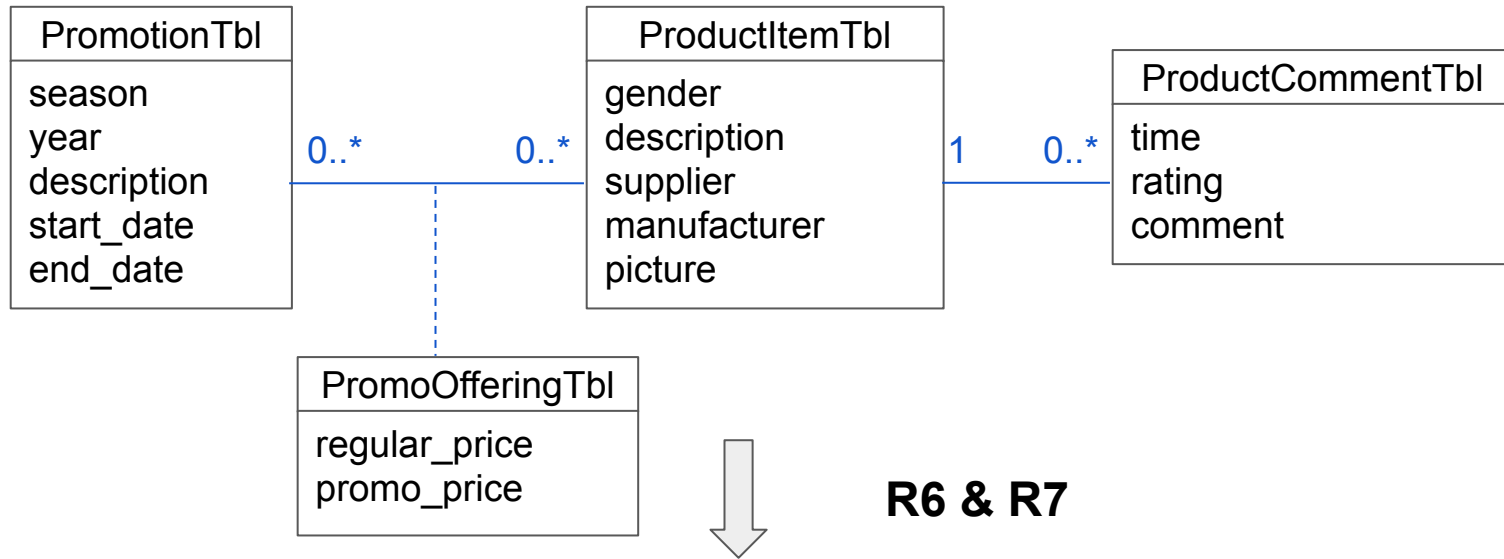 PromotionTbl
season
year
description
start_date
end_date
0..*
0..*
ProductItemTbl
gender
description
supplier
manufacturer
picture
1
0..*
ProductCommentTbl
time
rating
comment
PromoOfferingTbl
regular_price
promo_price
R6 & R7